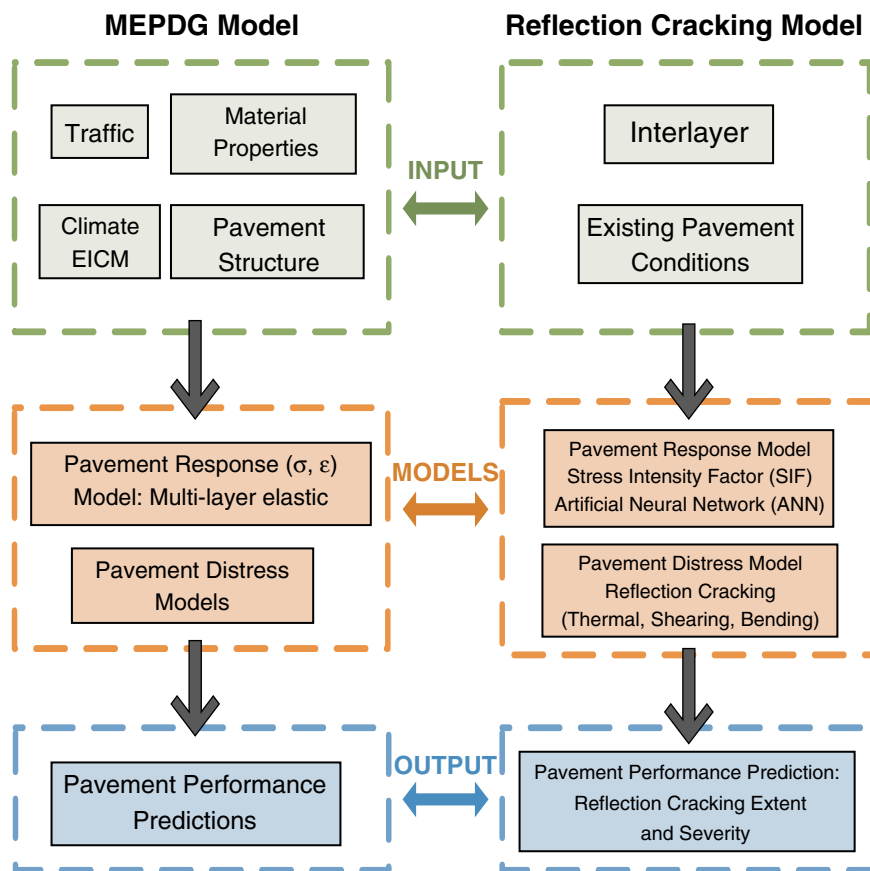 MEPDG Model
Reflection Cracking Model
Traffic
Material
Properties
Climate
EICM
Pavement
Structure
INPUT
Interlayer
Existing Pavement
Conditions
Pavement Response (σ, ε)
Model: Multi-layer elastic
Pavement Distress
Models
MODELS
Pavement Response Model
Stress Intensity Factor (SIF)
Artificial Neural Network (ANN)
Pavement Distress Model
Reflection Cracking
(Thermal, Shearing, Bending)
Pavement Performance
Predictions
OUTPUT
Pavement Performance Prediction:
Reflection Cracking Extent
and Severity